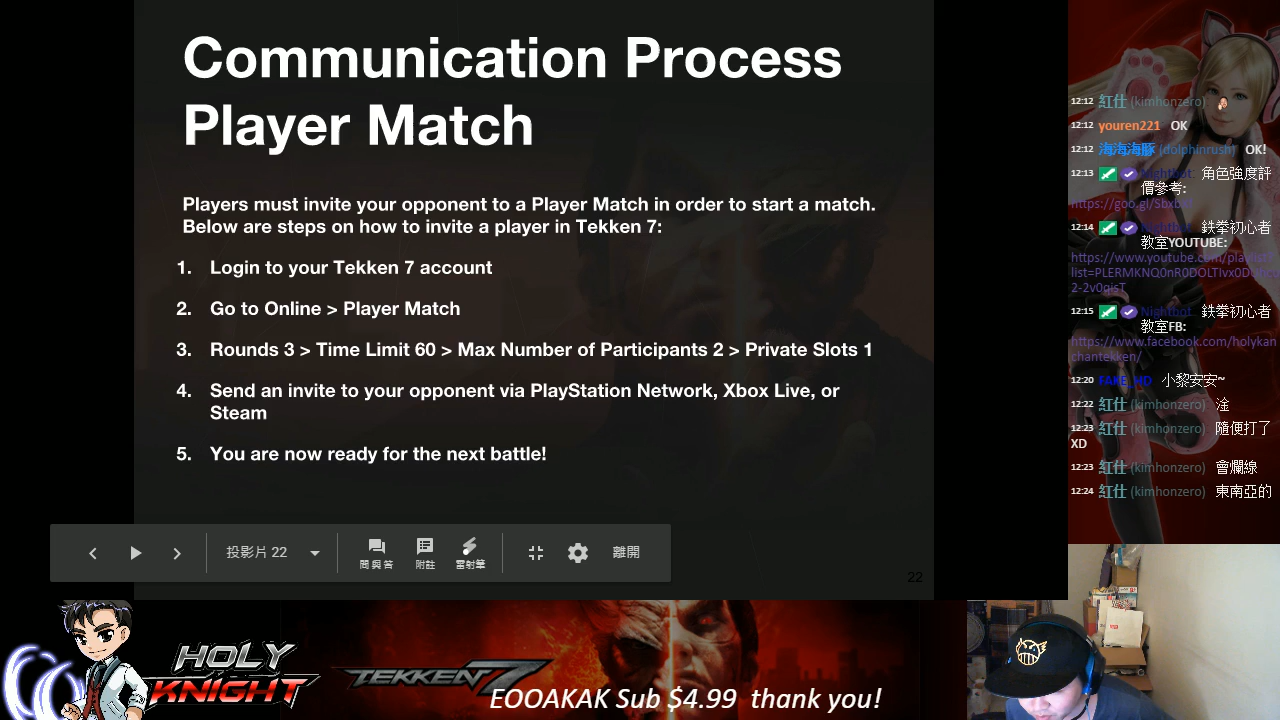 Communication Process
Player Match
Players must invite your opponent to a Player Match in order to start a match.
Below are steps on how to invite a player in Tekken 7:
1. Login to your Tekken 7 account
2. Go to Online > Player Match
3. Rounds 3 > Time Limit 60 > Max Number of Participants 2 > Private Slots 1
4. Send an invite to your opponent via PlayStation Network, Xbox Live, or
Steam
5. You are now ready for the next battle!
投影片 22
問與答
附註
雷射筆
離開
22
12:12 紅仕 (kimhonzero)
12:12 youren221 OK
12:12 海海海豚 (dolphinrush) OK!
12:13 Nightbot 角色強度評
價參考:
12:14 Nightbot 鉄拳初心者
教室YOUTUBE:
12:15 Nightbot 鉄拳初心者
教室FB:
https://www.facebook.com/holykan
chantekken/
12:20 FAKE_HD 小黎安安~
12:22 紅仕 (kimhonzero) 淦
12:23 紅仕 (kimhonzero) 隨便打了
XD
12:23 紅仕 (kimhonzero) 會爛線
12:24 紅仕 (kimhonzero) 東南亞的
HOLY
KNIGHT
TEKKEN 7
EOOAKAK Sub $4.99 thank you!